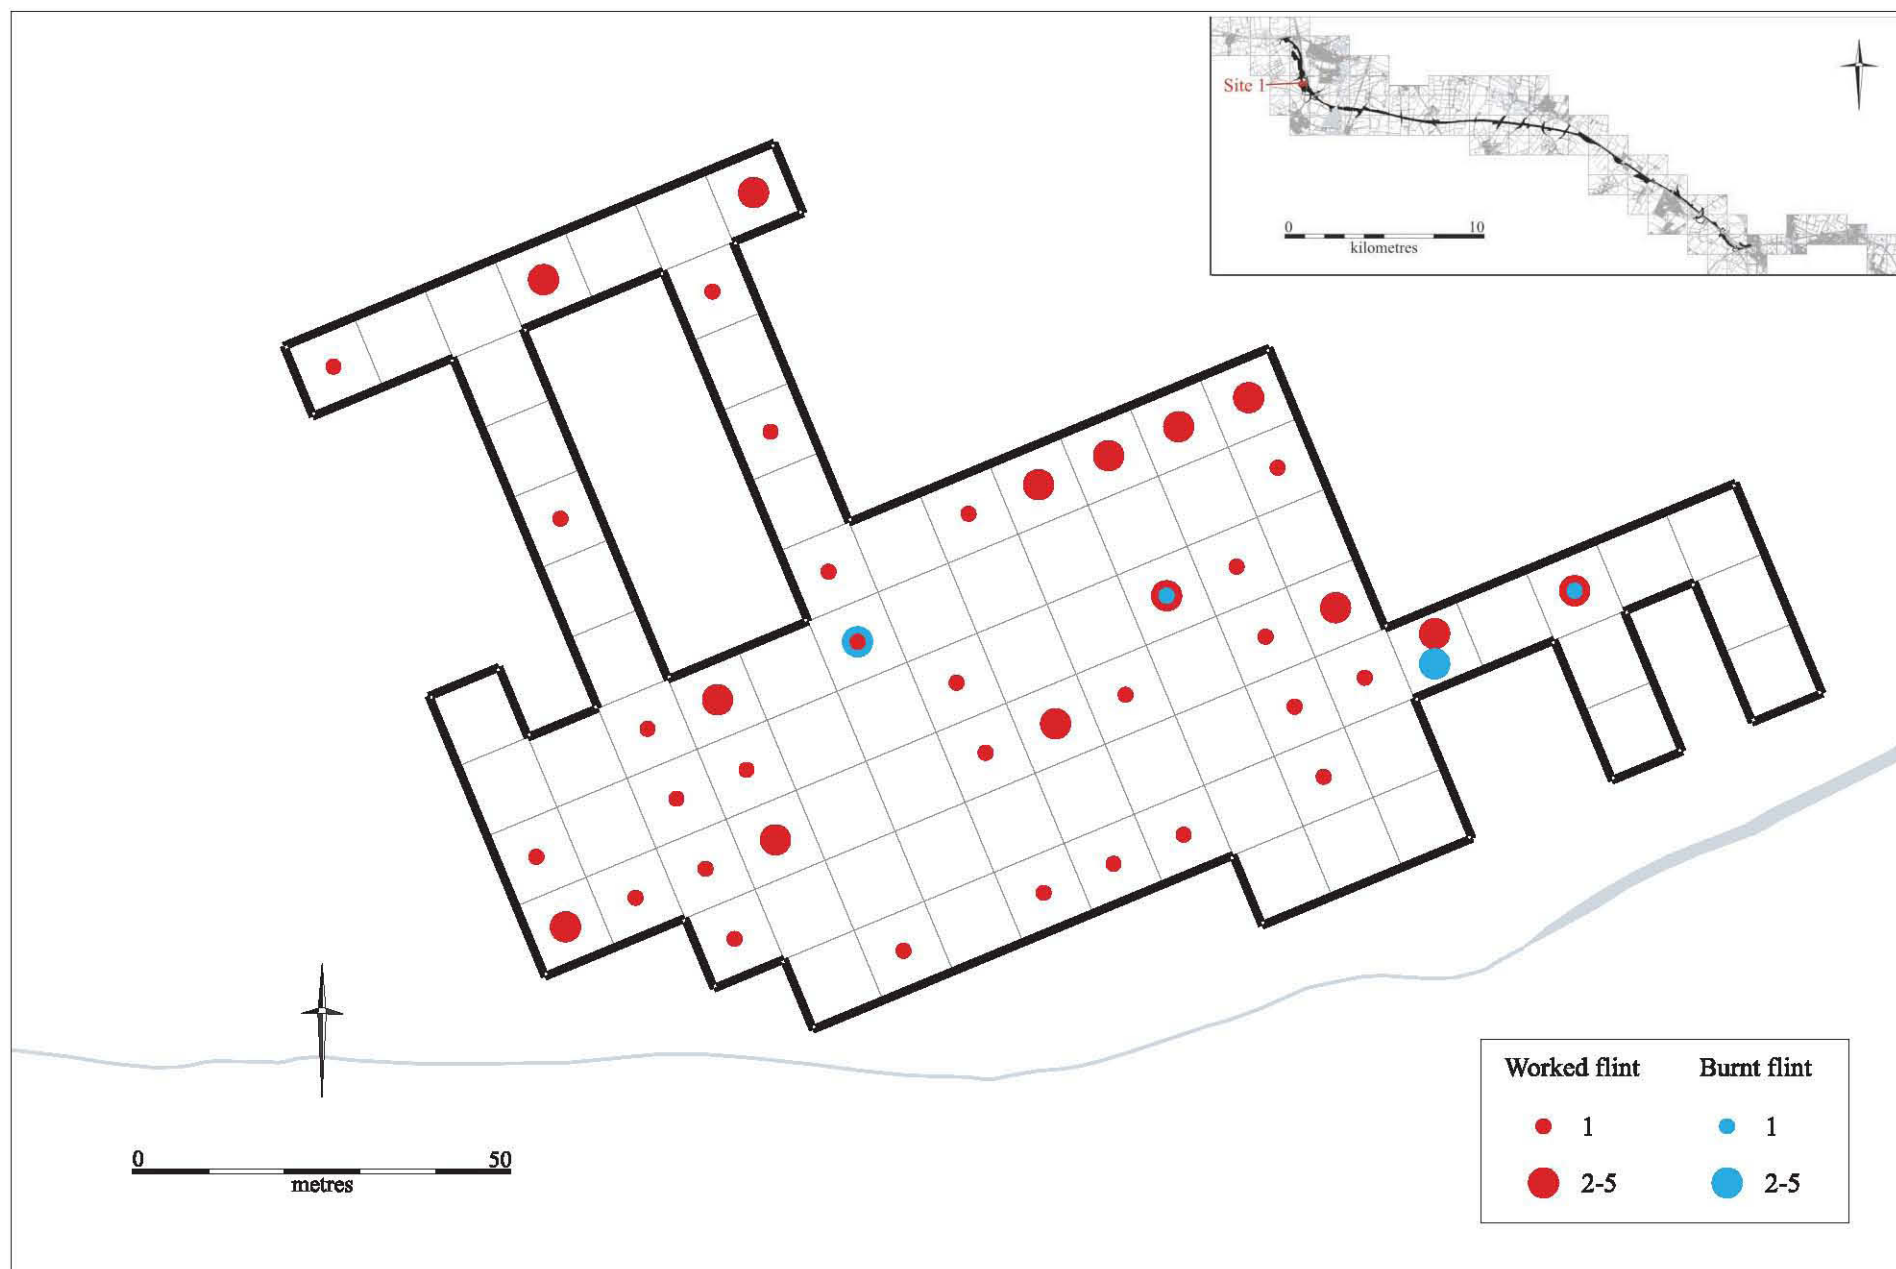 Site 1
0 10
kilometres
0 50
metres
Worked flint Burnt flint
1 1
2-5 2-5